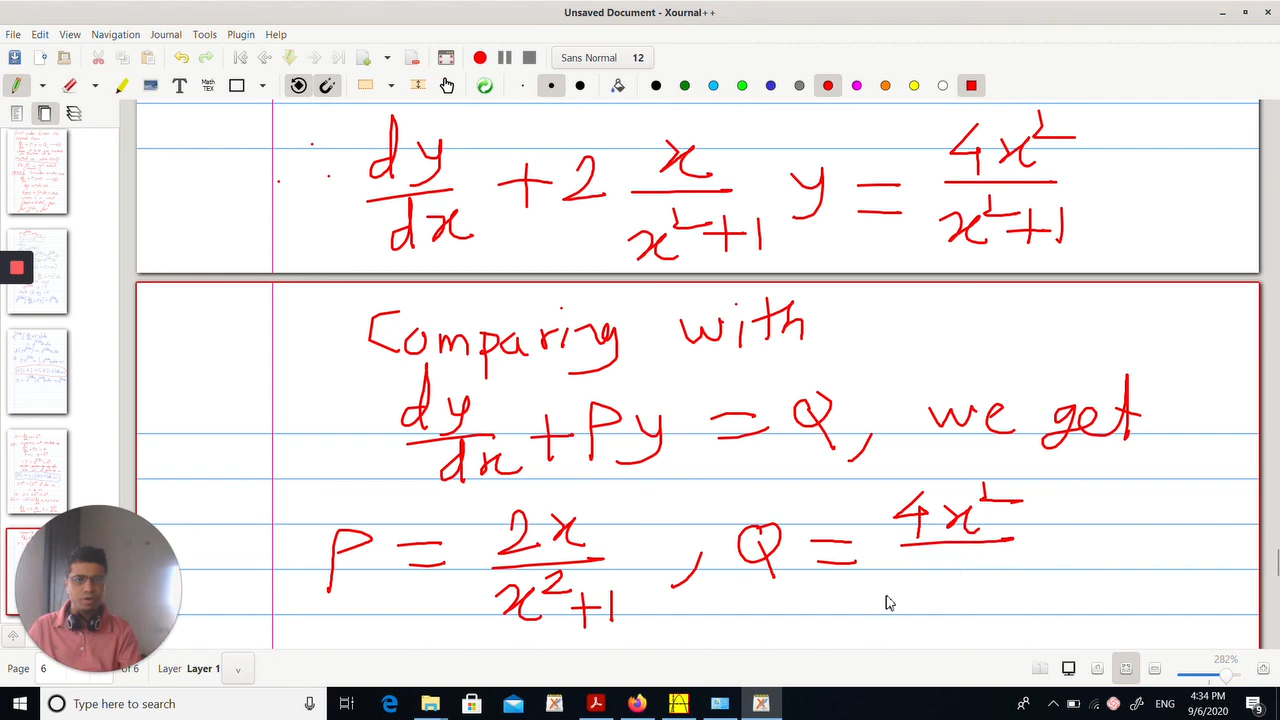 Unsaved Document - Xournal++
File Edit View Navigation Journal Tools Plugin Help
Sans Normal 12
dy/dx + 2 x/(x²+1) y = 4x²/(x²+1)
Comparing with
dy/dx + Py = Q, we get
P = 2x/(x²+1), Q = 4x²/
Page 6 of 6 Layer Layer 1 282%
Type here to search
ENG 4:34 PM
9/6/2020
9